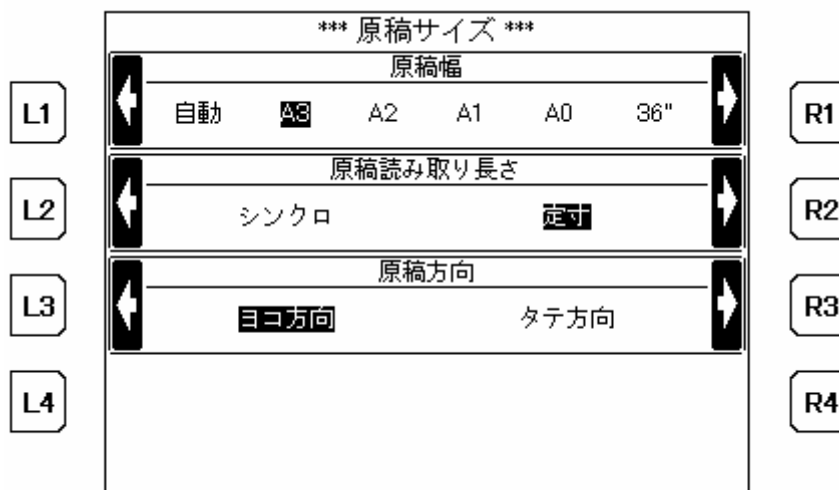 *** 原稿サイズ ***
原稿幅
L1 自動 A3 A2 A1 A0 36" R1
原稿読み取り長さ
L2 シンクロ 定寸 R2
原稿方向
L3 ヨコ方向 タテ方向 R3
L4 R4